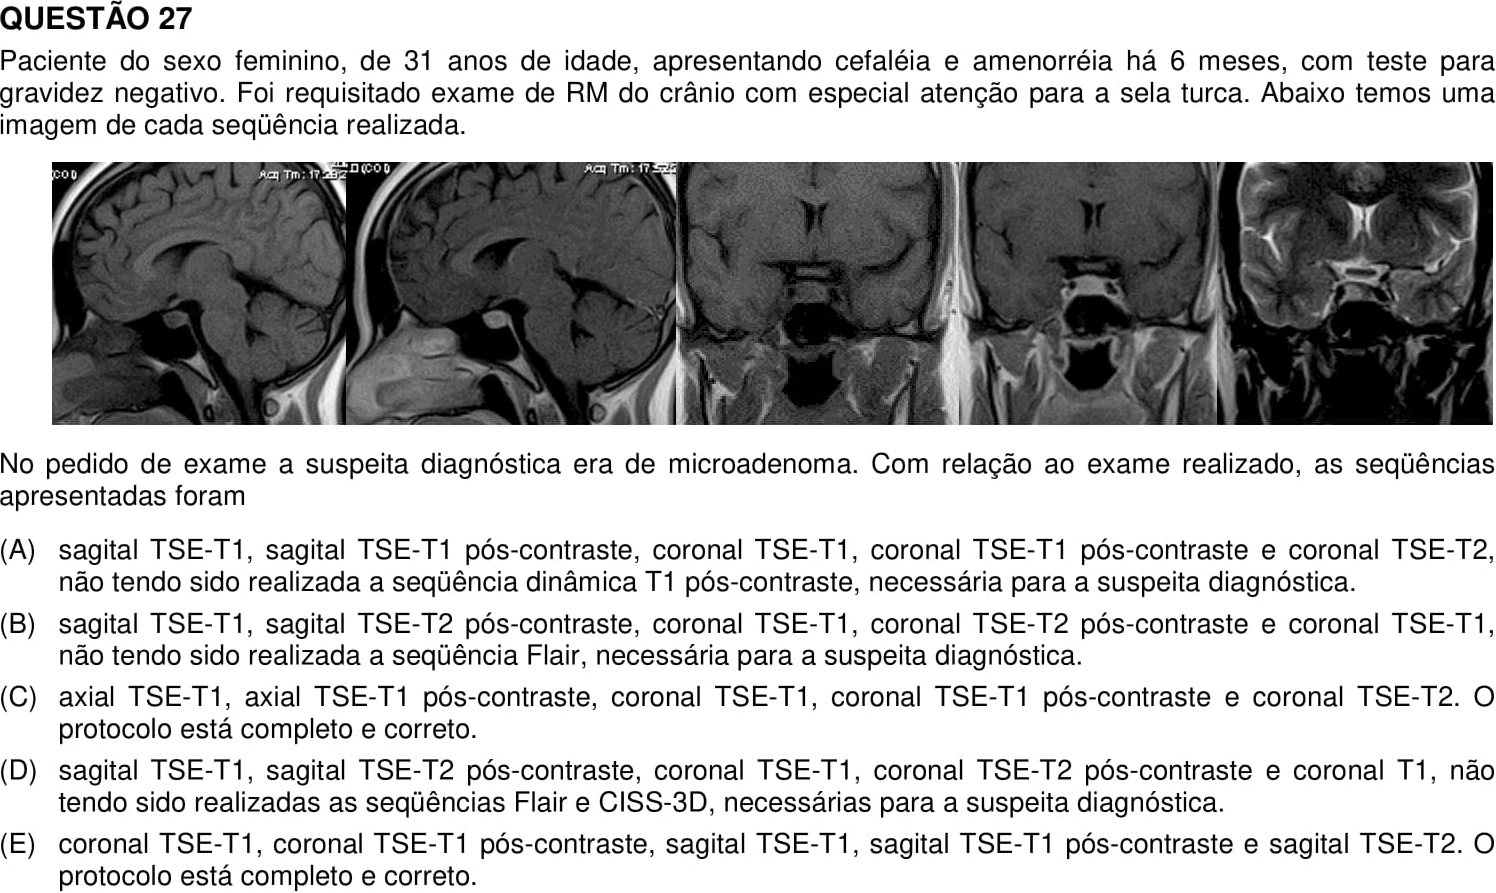 QUESTÃO 27
Paciente do sexo feminino, de 31 anos de idade, apresentando cefaléia e amenorréia há 6 meses, com teste para
gravidez negativo. Foi requisitado exame de RM do crânio com especial atenção para a sela turca. Abaixo temos uma
imagem de cada seqüência realizada.
Acq Tm: 17
Acq Tm: 17
No pedido de exame a suspeita diagnóstica era de microadenoma. Com relação ao exame realizado, as seqüências
apresentadas foram
(A) sagital TSE-T1, sagital TSE-T1 pós-contraste, coronal TSE-T1, coronal TSE-T1 pós-contraste e coronal TSE-T2,
não tendo sido realizada a seqüência dinâmica T1 pós-contraste, necessária para a suspeita diagnóstica.
(B) sagital TSE-T1, sagital TSE-T2 pós-contraste, coronal TSE-T1, coronal TSE-T2 pós-contraste e coronal TSE-T1,
não tendo sido realizada a seqüência Flair, necessária para a suspeita diagnóstica.
(C) axial TSE-T1, axial TSE-T1 pós-contraste, coronal TSE-T1, coronal TSE-T1 pós-contraste e coronal TSE-T2. O
protocolo está completo e correto.
(D) sagital TSE-T1, sagital TSE-T2 pós-contraste, coronal TSE-T1, coronal TSE-T2 pós-contraste e coronal T1, não
tendo sido realizadas as seqüências Flair e CISS-3D, necessárias para a suspeita diagnóstica.
(E) coronal TSE-T1, coronal TSE-T1 pós-contraste, sagital TSE-T1, sagital TSE-T1 pós-contraste e sagital TSE-T2. O
protocolo está completo e correto.